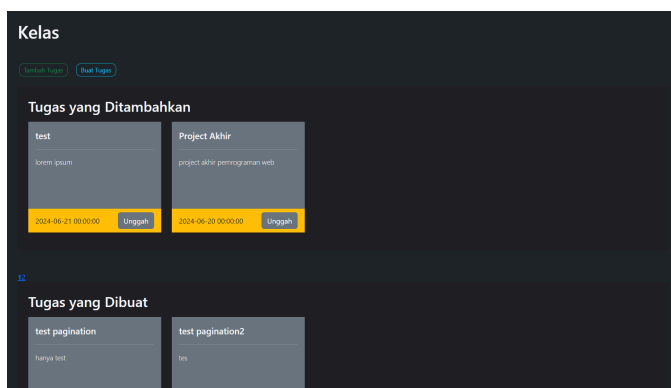 Kelas
Tambah Tugas Buat Tugas
Tugas yang Ditambahkan
test Project Akhir
lorem ipsum project akhir pemrograman web
2024-06-21 00:00:00 Unggah 2024-06-20 00:00:00 Unggah
12
Tugas yang Dibuat
test pagination test pagination2
hanya test tes